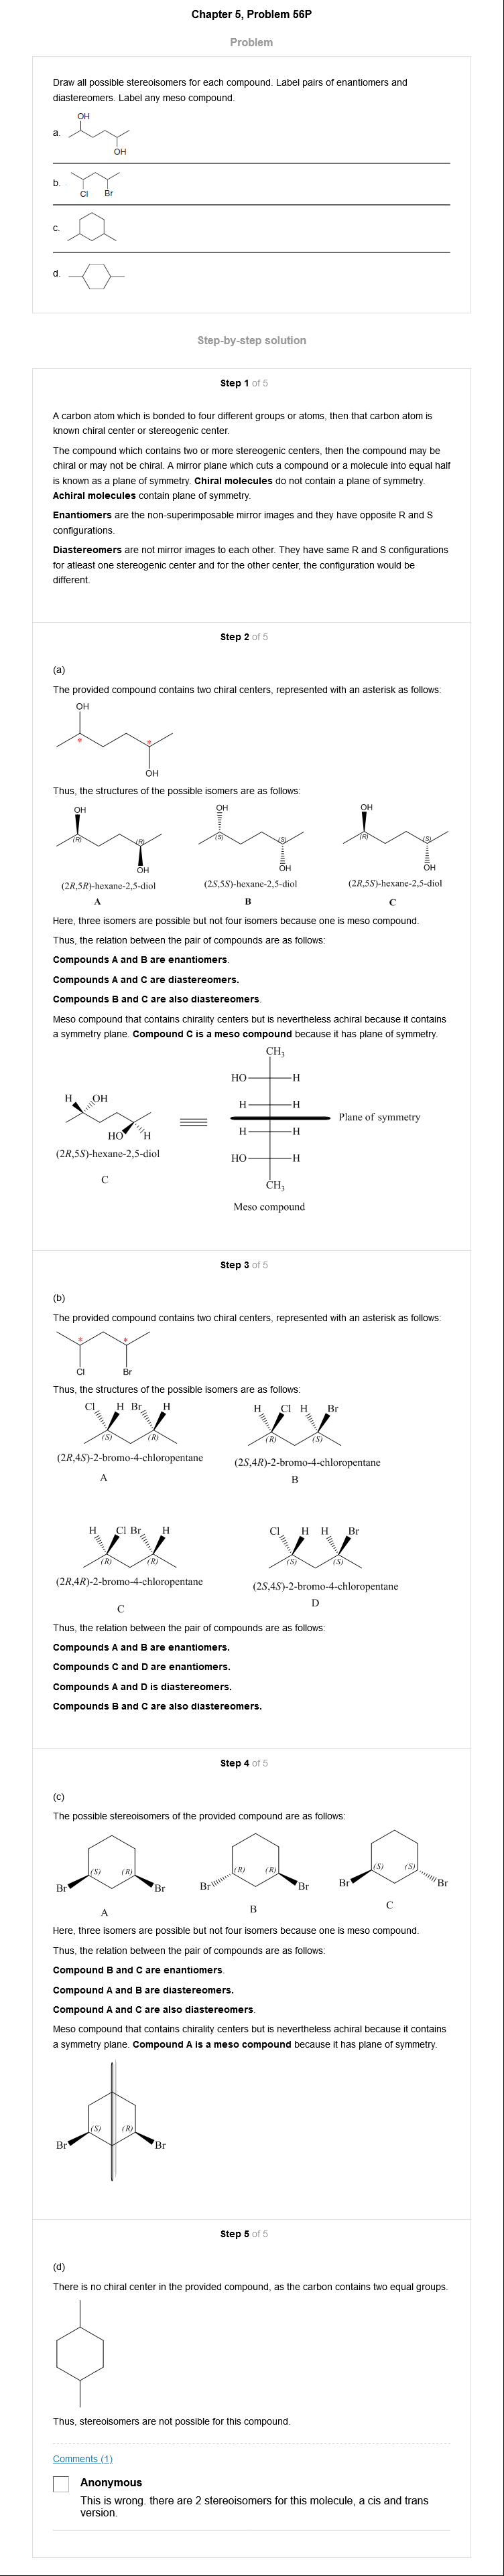 Chapter 5, Problem 56P
Problem
Draw all possible stereoisomers for each compound. Label pairs of enantiomers and
diastereomers. Label any meso compound.
OH
a.
OH
b.
Cl Br
c.
d.
Step-by-step solution
Step 1 of 5
A carbon atom which is bonded to four different groups or atoms, then that carbon atom is
known chiral center or stereogenic center.
The compound which contains two or more stereogenic centers, then the compound may be
chiral or may not be chiral. A mirror plane which cuts a compound or a molecule into equal half
is known as a plane of symmetry. Chiral molecules do not contain a plane of symmetry.
Achiral molecules contain plane of symmetry.
Enantiomers are the non-superimposable mirror images and they have opposite R and S
configurations.
Diastereomers are not mirror images to each other. They have same R and S configurations
for atleast one stereogenic center and for the other center, the configuration would be
different.
Step 2 of 5
(a)
The provided compound contains two chiral centers, represented with an asterisk as follows:
OH
* *
OH
Thus, the structures of the possible isomers are as follows:
OH OH OH
(R) (R) (S) (S) (R) (S)
OH OH OH
(2R,5R)-hexane-2,5-diol (2S,5S)-hexane-2,5-diol (2R,5S)-hexane-2,5-diol
A B C
Here, three isomers are possible but not four isomers because one is meso compound.
Thus, the relation between the pair of compounds are as follows:
Compounds A and B are enantiomers.
Compounds A and C are diastereomers.
Compounds B and C are also diastereomers.
Meso compound that contains chirality centers but is nevertheless achiral because it contains
a symmetry plane. Compound C is a meso compound because it has plane of symmetry.
CH3
HO H
H OH H H
Plane of symmetry
HO H H H
(2R,5S)-hexane-2,5-diol HO H
C CH3
Meso compound
Step 3 of 5
(b)
The provided compound contains two chiral centers, represented with an asterisk as follows:
* *
Cl Br
Thus, the structures of the possible isomers are as follows:
Cl H Br H H Cl H Br
(S) (R) (R) (S)
(2R,4S)-2-bromo-4-chloropentane (2S,4R)-2-bromo-4-chloropentane
A B
H Cl Br H Cl H H Br
(R) (R) (S) (S)
(2R,4R)-2-bromo-4-chloropentane (2S,4S)-2-bromo-4-chloropentane
C D
Thus, the relation between the pair of compounds are as follows:
Compounds A and B are enantiomers.
Compounds C and D are enantiomers.
Compounds A and D is diastereomers.
Compounds B and C are also diastereomers.
Step 4 of 5
(c)
The possible stereoisomers of the provided compound are as follows:
(S) (R) (R) (R) (S) (S)
Br Br Br Br Br Br
A B C
Here, three isomers are possible but not four isomers because one is meso compound.
Thus, the relation between the pair of compounds are as follows:
Compound B and C are enantiomers.
Compound A and B are diastereomers.
Compound A and C are also diastereomers.
Meso compound that contains chirality centers but is nevertheless achiral because it contains
a symmetry plane. Compound A is a meso compound because it has plane of symmetry.
(S) (R)
Br Br
Step 5 of 5
(d)
There is no chiral center in the provided compound, as the carbon contains two equal groups.
Thus, stereoisomers are not possible for this compound.
Comments (1)
Anonymous
This is wrong. there are 2 stereoisomers for this molecule, a cis and trans
version.